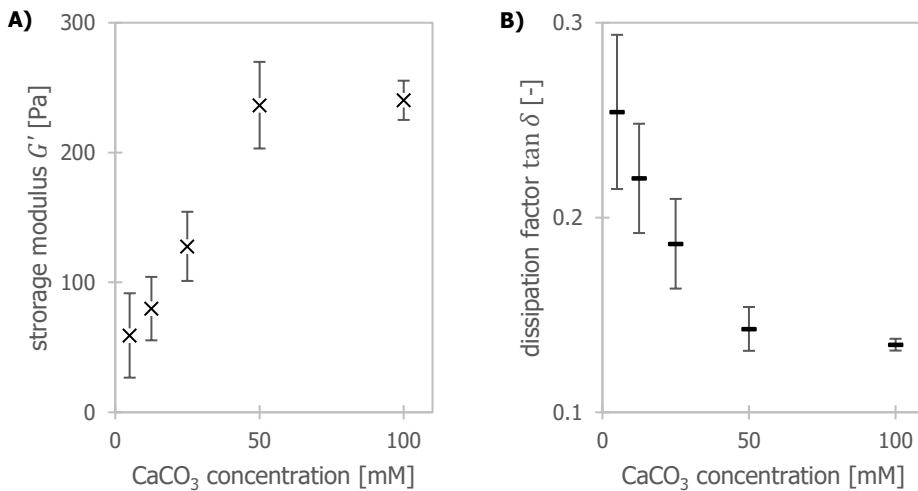 A)
strorage modulus G′ [Pa]
300
200
100
0
0 50 100
CaCO₃ concentration [mM]
B)
dissipation factor tan δ [-]
0.3
0.2
0.1
0 50 100
CaCO₃ concentration [mM]